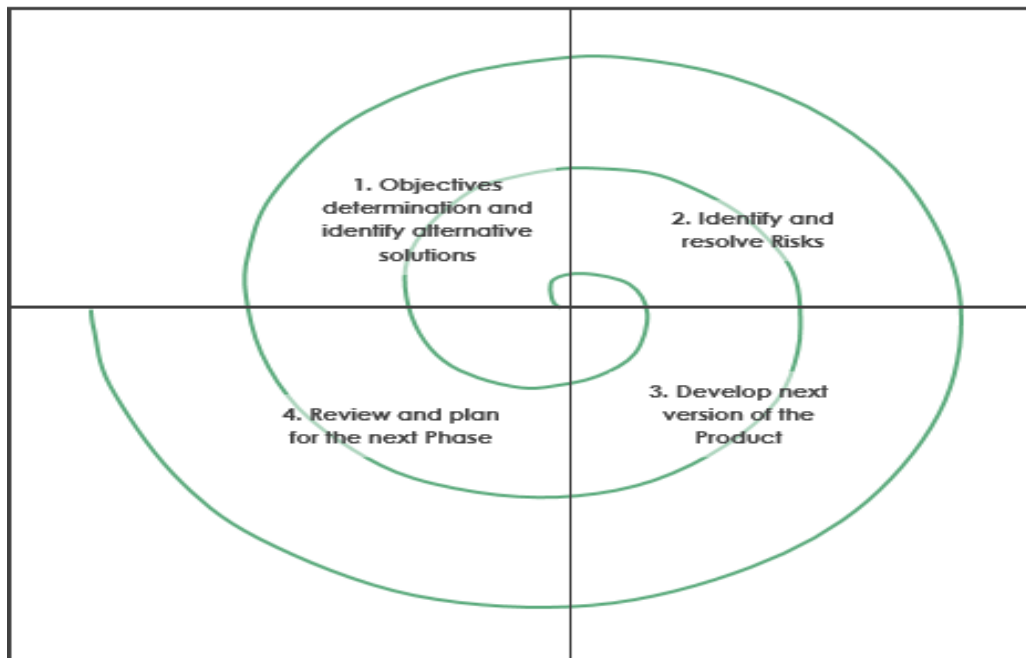 1. Objectives
determination and
identify alternative
solutions
2. Identify and
resolve Risks
3. Develop next
version of the
Product
4. Review and plan
for the next Phase